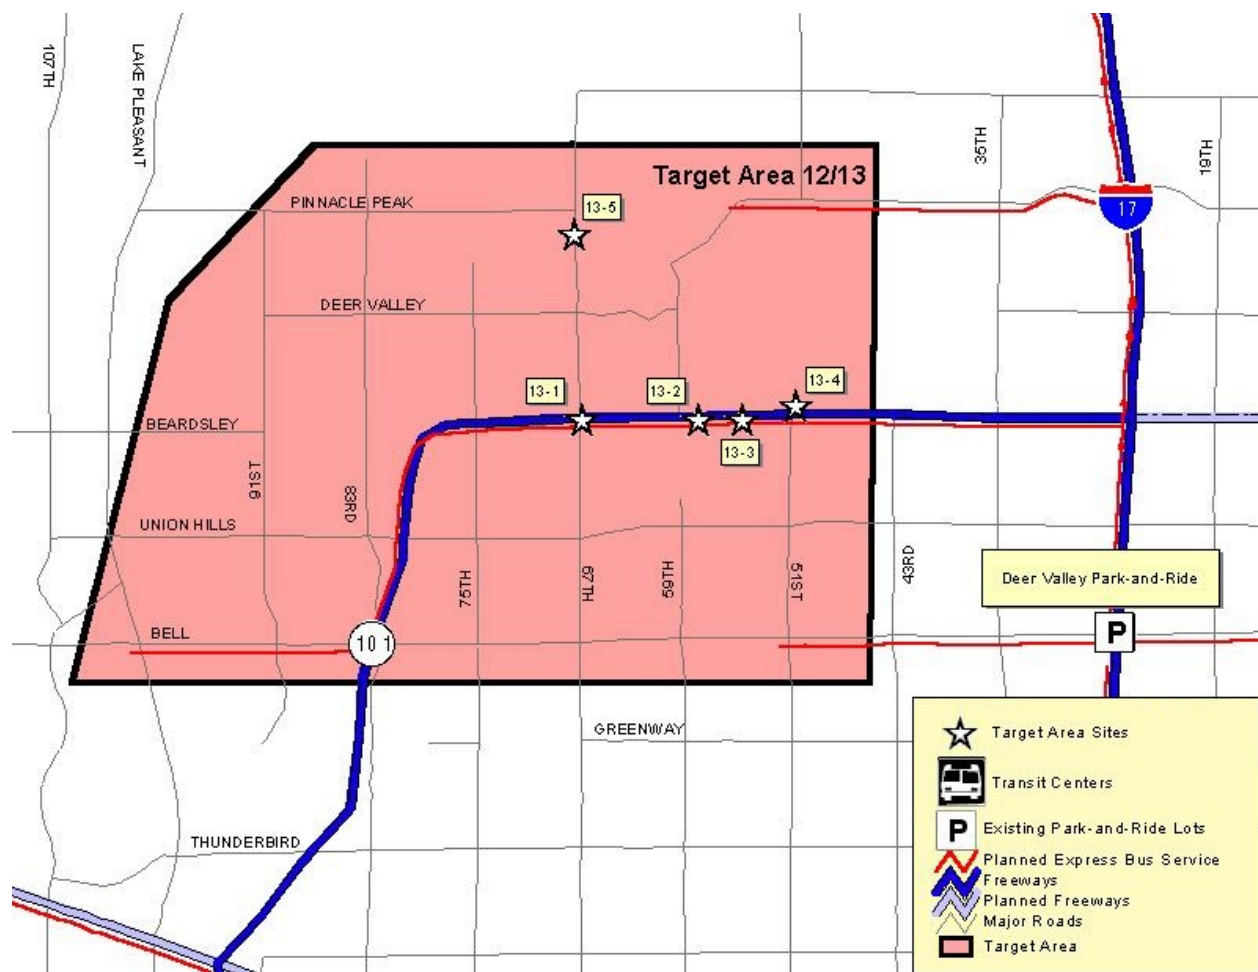 107TH
LAKE PLEASANT
35TH
19TH
Target Area 12/13
PINNACLE PEAK
13-5
17
DEER VALLEY
13-1
13-2
13-4
BEARDSLEY
13-3
91ST
83RD
UNION HILLS
75TH
67TH
59TH
51ST
43RD
Deer Valley Park-and-Ride
BELL
101
P
GREENWAY
THUNDERBIRD
Target Area Sites
Transit Centers
P
Existing Park-and-Ride Lots
Planned Express Bus Service
Freeways
Planned Freeways
Major Roads
Target Area